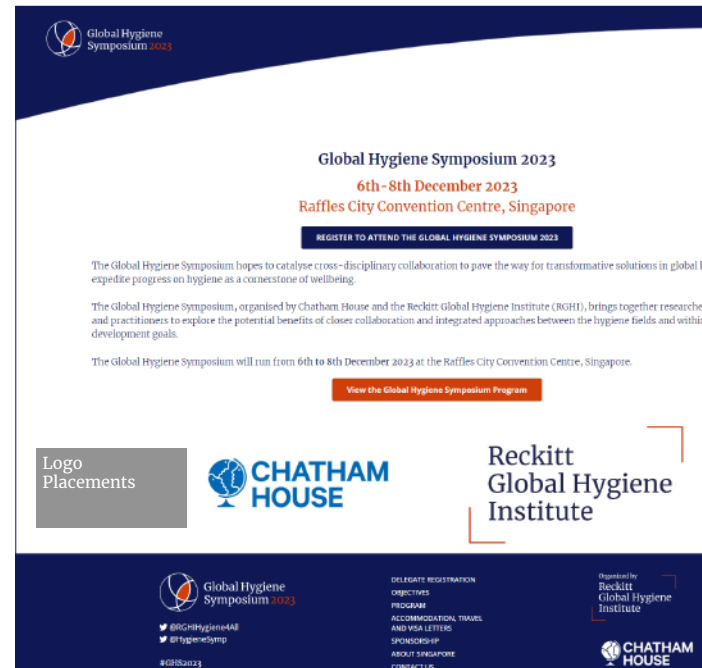 Global Hygiene
Symposium 2023
Global Hygiene Symposium 2023
6th-8th December 2023
Raffles City Convention Centre, Singapore
REGISTER TO ATTEND THE GLOBAL HYGIENE SYMPOSIUM 2023
The Global Hygiene Symposium hopes to catalyse cross-disciplinary collaboration to pave the way for transformative solutions in global
expedite progress on hygiene as a cornerstone of wellbeing.
The Global Hygiene Symposium, organised by Chatham House and the Reckitt Global Hygiene Institute (RGHI), brings together researche
and practitioners to explore the potential benefits of closer collaboration and integrated approaches between the hygiene fields and withi
development goals.
The Global Hygiene Symposium will run from 6th to 8th December 2023 at the Raffles City Convention Centre, Singapore.
View the Global Hygiene Symposium Program
Logo
Placements
CHATHAM
HOUSE
Reckitt
Global Hygiene
Institute
Global Hygiene
Symposium 2023
@RGHIHygiene4All
@HygieneSymp
#GHS2023
DELEGATE REGISTRATION
OBJECTIVES
PROGRAM
ACCOMMODATION, TRAVEL
AND VISA LETTERS
SPONSORSHIP
ABOUT SINGAPORE
CONTACT US
Organized by
Reckitt
Global Hygiene
Institute
CHATHAM
HOUSE